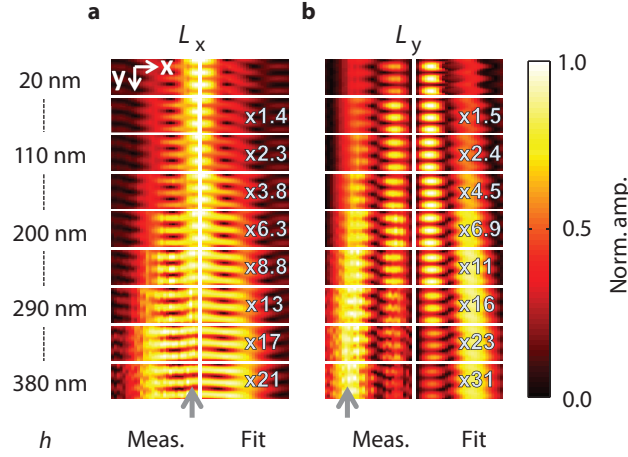 a
b
Lx
Ly
x
y
20 nm
110 nm
200 nm
290 nm
380 nm
h
x1.4
x2.3
x3.8
x6.3
x8.8
x13
x17
x21
x1.5
x2.4
x4.5
x6.9
x11
x16
x23
x31
Meas.
Fit
Meas.
Fit
1.0
0.5
0.0
Norm. amp.